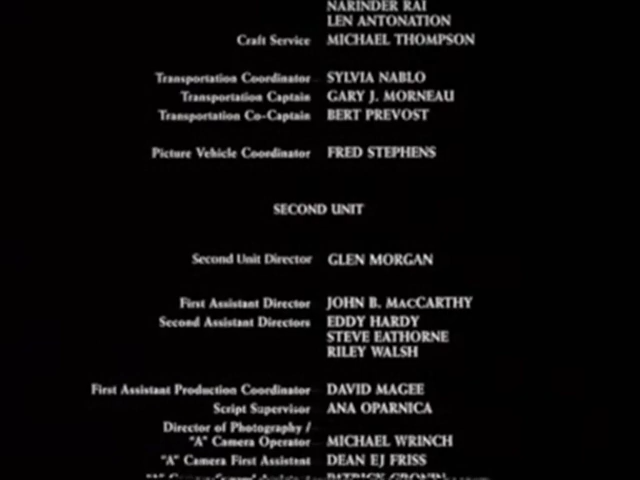 NARINDER RAI
LEN ANTONATION
Craft Service MICHAEL THOMPSON
Transportation Coordinator SYLVIA NABLO
Transportation Captain GARY J. MORNEAU
Transportation Co-Captain BERT PREVOST
Picture Vehicle Coordinator FRED STEPHENS
SECOND UNIT
Second Unit Director GLEN MORGAN
First Assistant Director JOHN B. MACCARTHY
Second Assistant Directors EDDY HARDY
STEVE EATHORNE
RILEY WALSH
First Assistant Production Coordinator DAVID MAGEE
Script Supervisor ANA OPARNICA
Director of Photography /
"A" Camera Operator MICHAEL WRINCH
"A" Camera First Assistant DEAN EJ FRISS